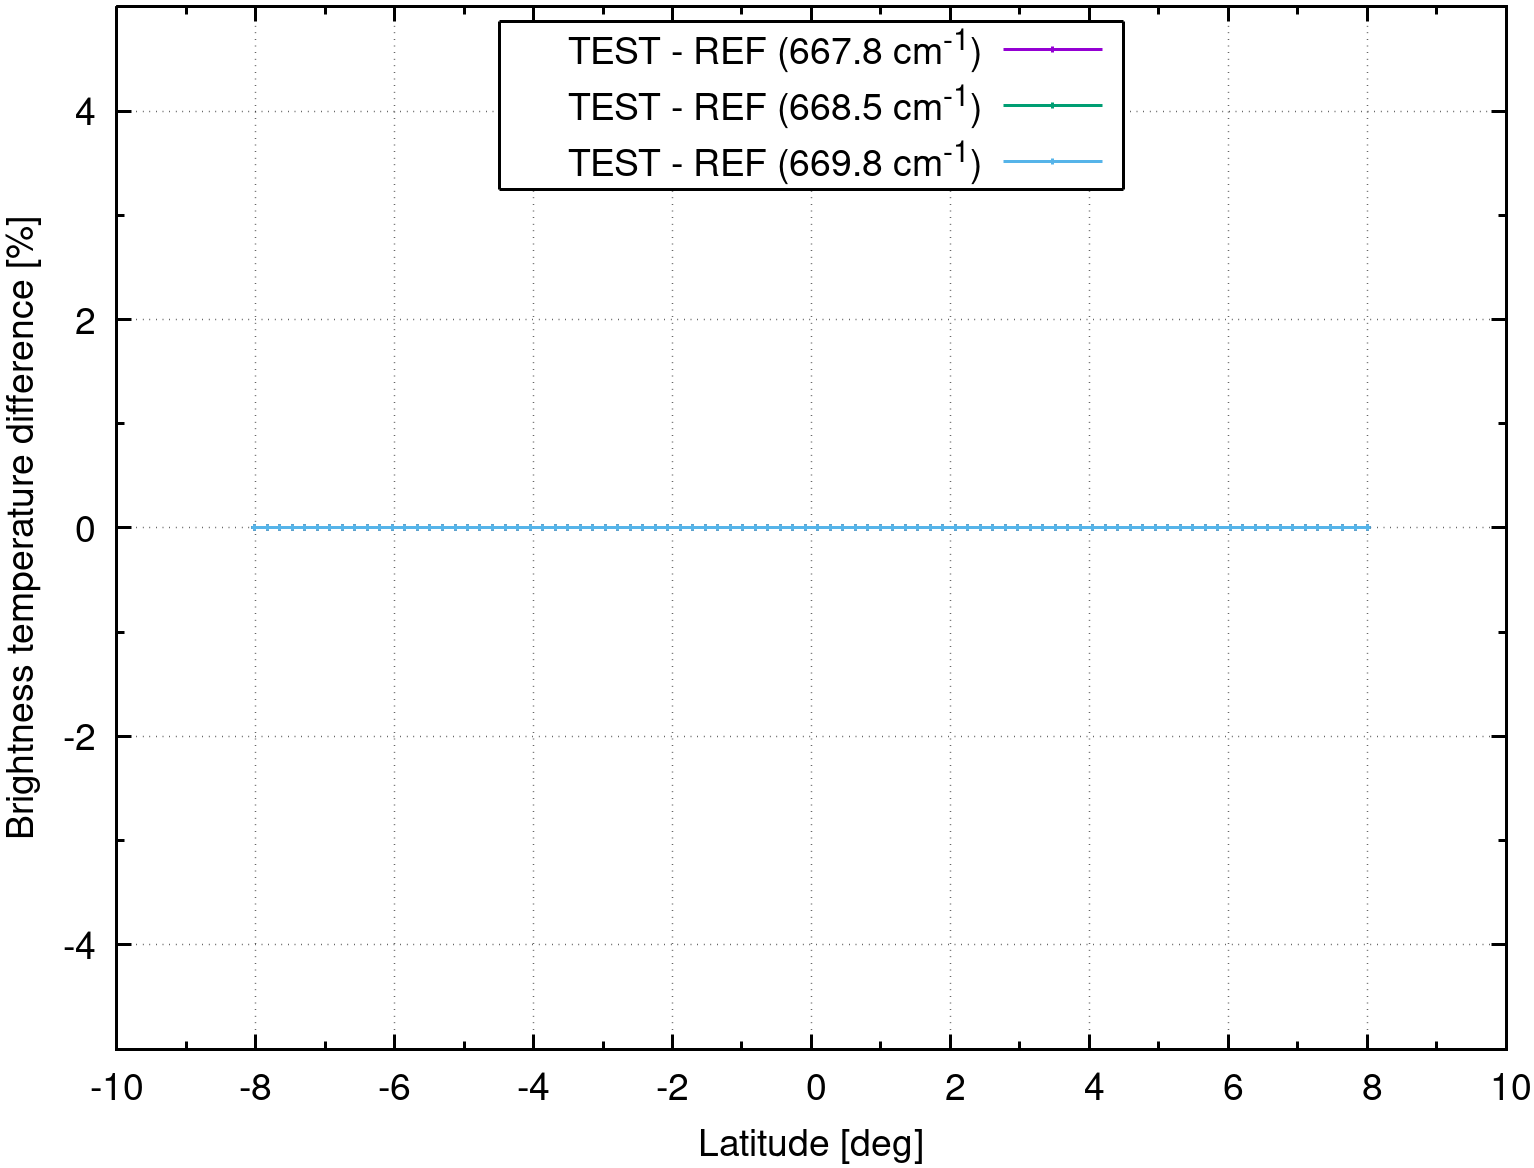 TEST - REF (667.8 cm-1)
TEST - REF (668.5 cm-1)
TEST - REF (669.8 cm-1)
Brightness temperature difference [%]
4
2
0
-2
-4
-10 -8 -6 -4 -2 0 2 4 6 8 10
Latitude [deg]